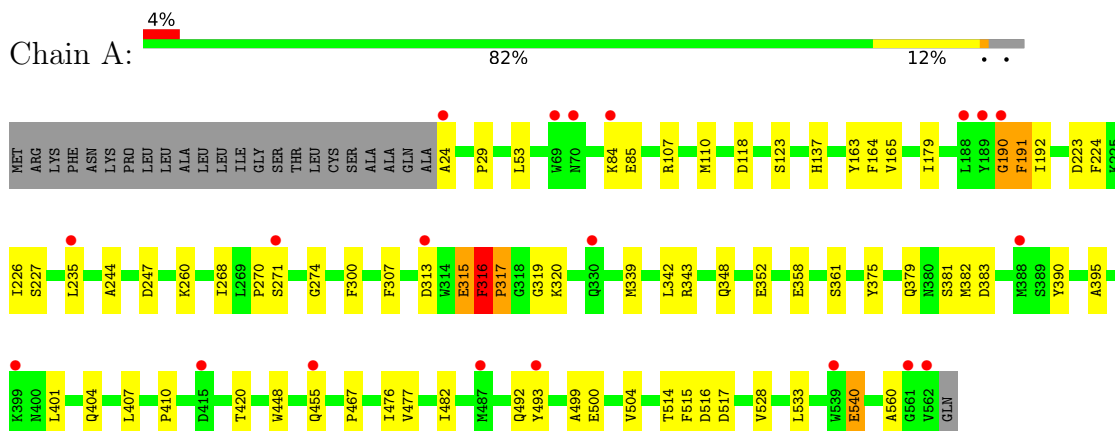 4%
Chain A:
82% 12% • •
MET ARG LYS PHE ASN LYS PRO LEU LEU ALA LEU LEU ILE GLY SER THR LEU CYS SER ALA ALA GLN ALA A24 P29 L53 W69 N70 K84 E85 R107 M110 D118 S123 H137 Y163 F164 V165 I179 L188 Y189 G190 F191 I192 D223 F224 K225
I226 S227 L235 A244 D247 K260 I268 L269 P270 S271 G274 F300 F307 D313 W314 E315 F316 P317 G318 G319 K320 Q330 M339 L342 R343 Q348 E352 E358 S361 Y375 Q379 N380 S381 M382 D383 M388 S389 Y390 A395
K399 N400 L401 Q404 L407 P410 D415 T420 W448 Q455 P467 I476 V477 I482 M487 Q492 Y493 A499 E500 V504 T514 F515 D516 D517 V528 L533 W539 E540 A560 G561 V562 GLN